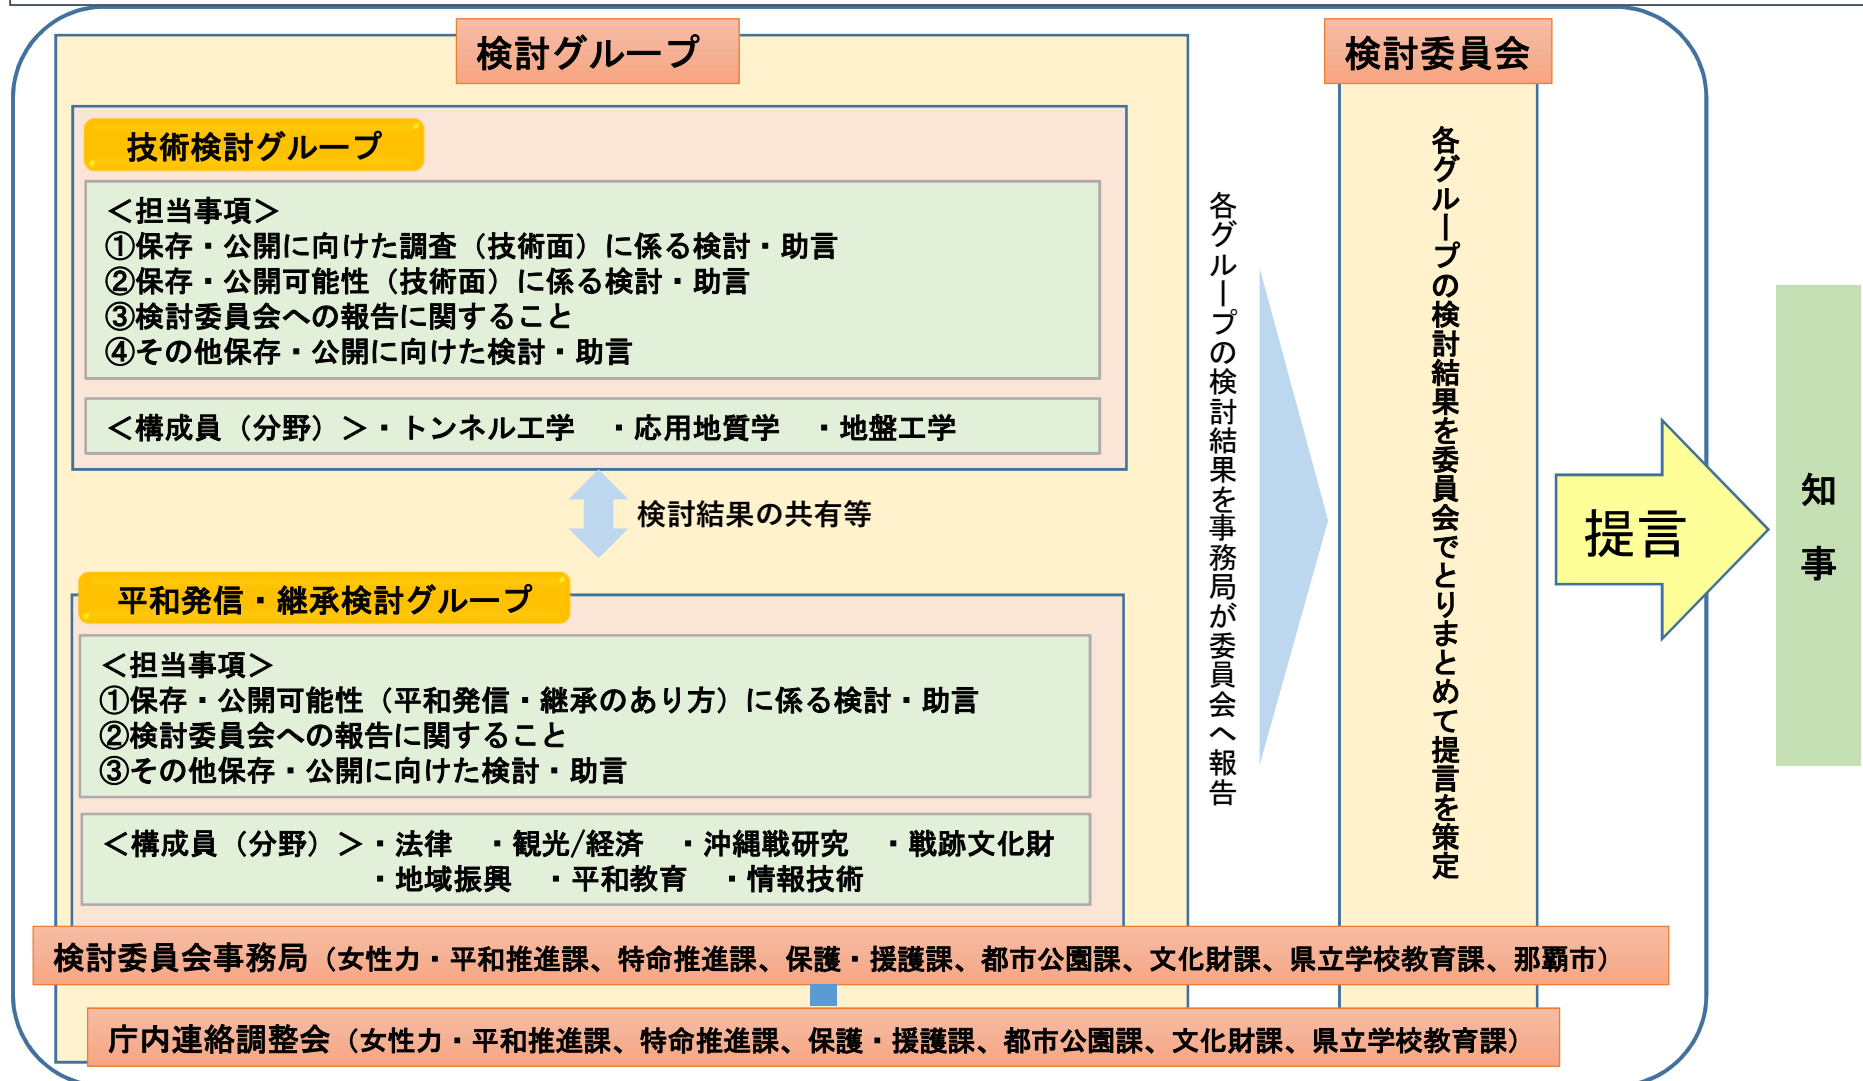 検討グループ
技術検討グループ
＜担当事項＞
①保存・公開に向けた調査（技術面）に係る検討・助言
②保存・公開可能性（技術面）に係る検討・助言
③検討委員会への報告に関すること
④その他保存・公開に向けた検討・助言
＜構成員（分野）＞・トンネル工学　・応用地質学　・地盤工学
検討結果の共有等
平和発信・継承検討グループ
＜担当事項＞
①保存・公開可能性（平和発信・継承のあり方）に係る検討・助言
②検討委員会への報告に関すること
③その他保存・公開に向けた検討・助言
＜構成員（分野）＞・法律　・観光/経済　・沖縄戦研究　・戦跡文化財
・地域振興　・平和教育　・情報技術
各グループの検討結果を事務局が委員会へ報告
検討委員会
各グループの検討結果を委員会でとりまとめて提言を策定
提言
知事
検討委員会事務局（女性力・平和推進課、特命推進課、保護・援護課、都市公園課、文化財課、県立学校教育課、那覇市）
庁内連絡調整会（女性力・平和推進課、特命推進課、保護・援護課、都市公園課、文化財課、県立学校教育課）